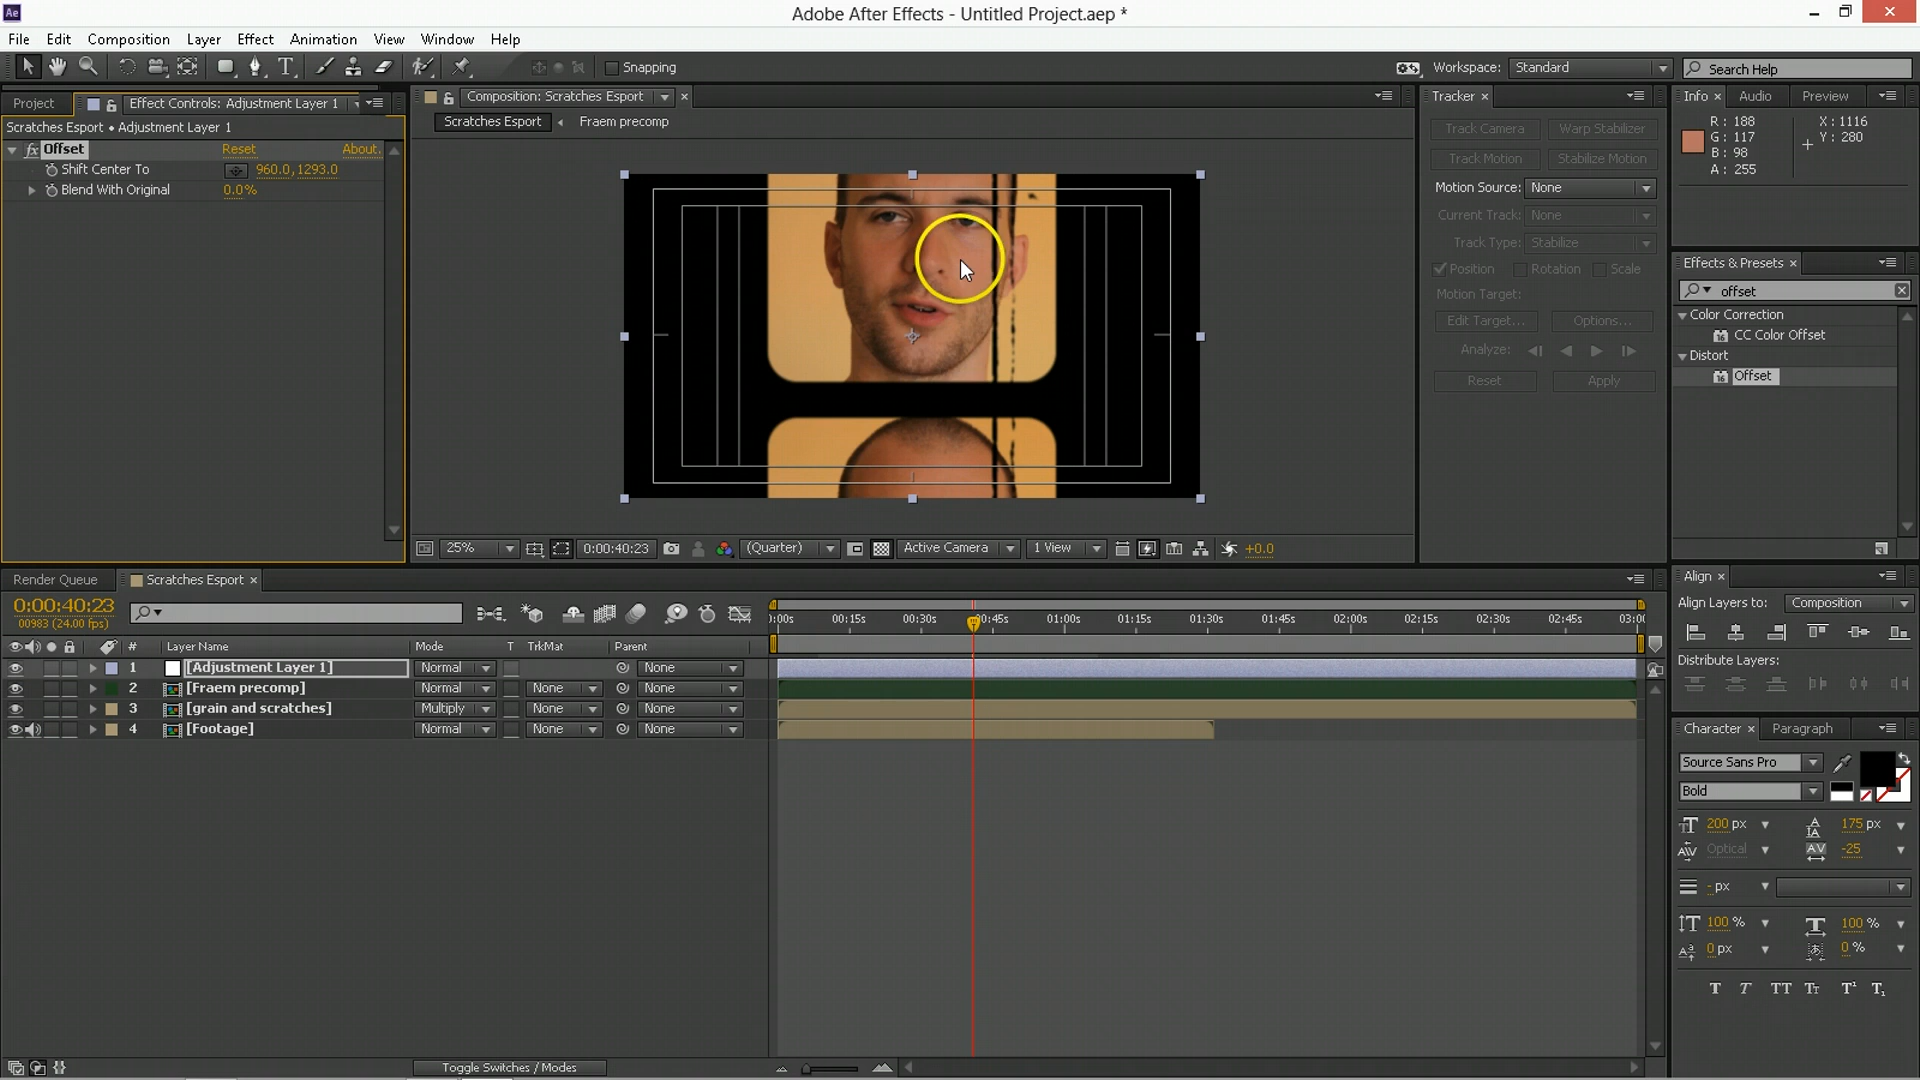 Ae Adobe After Effects - Untitled Project.aep *
File Edit Composition Layer Effect Animation View Window Help
Snapping Workspace: Standard Search Help
Project Effect Controls: Adjustment Layer 1
Scratches Esport • Adjustment Layer 1
fx Offset Reset About.
Shift Center To 960.0, 1293.0
Blend With Original 0.0%
Composition: Scratches Esport
Scratches Esport Fraem precomp
25% 0:00:40:23 (Quarter) Active Camera 1 View +0.0
Tracker
Track Camera Warp Stabilizer
Track Motion Stabilize Motion
Motion Source: None
Current Track: None
Track Type: Stabilize
Position Rotation Scale
Motion Target:
Edit Target... Options...
Analyze:
Reset Apply
Info Audio Preview
R: 188 X: 1116
G: 117 Y: 280
B: 98
A: 255
Effects & Presets
offset
Color Correction
CC Color Offset
Distort
Offset
Align
Align Layers to: Composition
Distribute Layers:
Character Paragraph
Source Sans Pro
Bold
200 px 175 px
Optical -25
- px
100 % 100 %
0 px 0 %
T T TT Tt T¹ T₁
Render Queue Scratches Esport
0:00:40:23
00983 (24.00 fps)
):00s 00:15s 00:30s 0:45s 01:00s 01:15s 01:30s 01:45s 02:00s 02:15s 02:30s 02:45s 03:00
# Layer Name Mode T TrkMat Parent
1 [Adjustment Layer 1] Normal None
2 [Fraem precomp] Normal None None
3 [grain and scratches] Multiply None None
4 [Footage] Normal None None
Toggle Switches / Modes